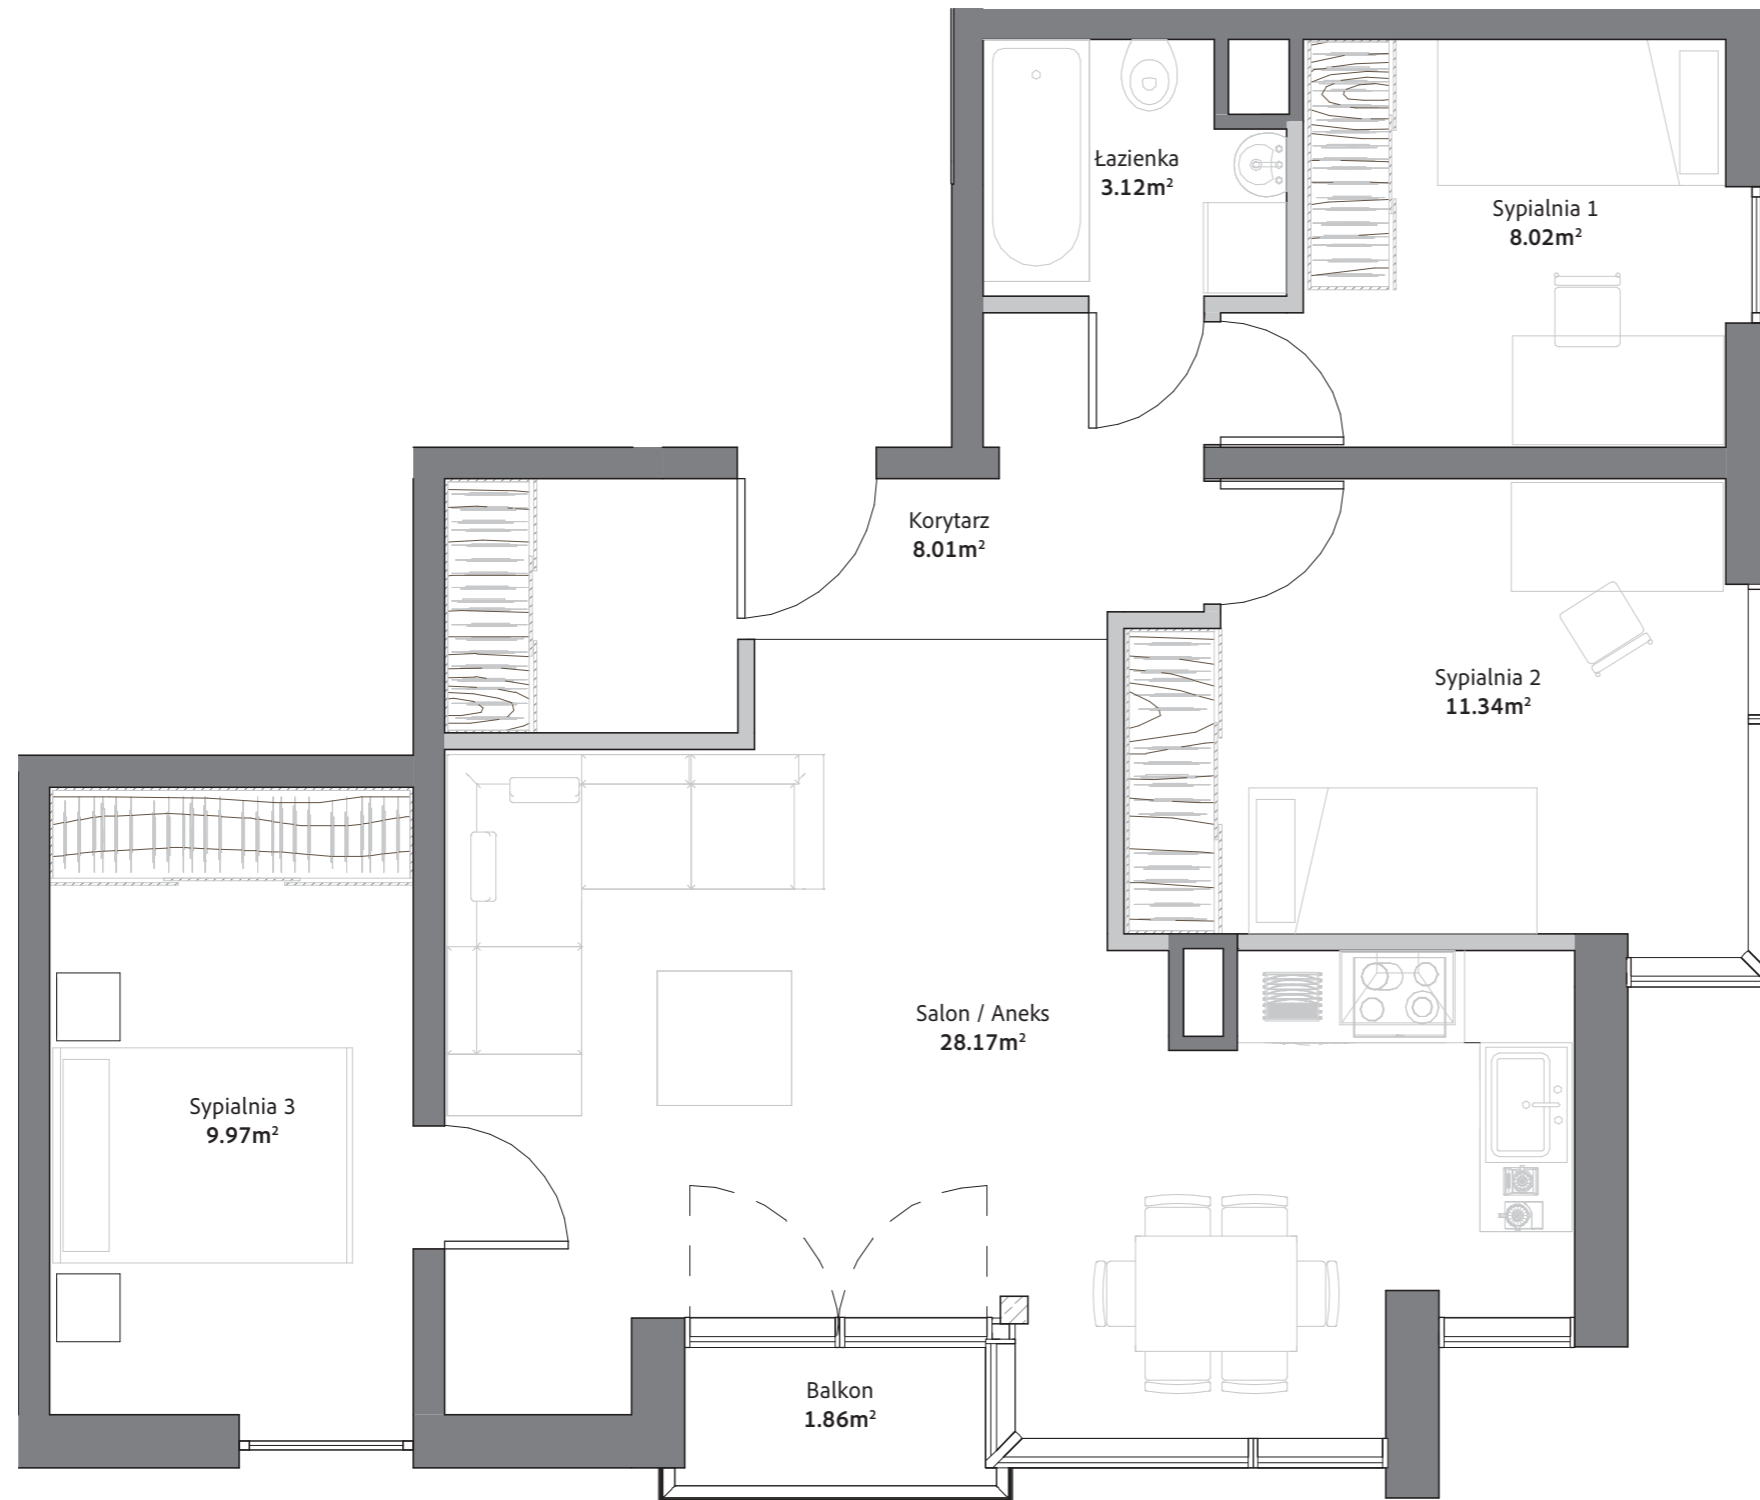 Łazienka
3.12m²
Sypialnia 1
8.02m²
Korytarz
8.01m²
Sypialnia 2
11.34m²
Salon / Aneks
28.17m²
Sypialnia 3
9.97m²
Balkon
1.86m²